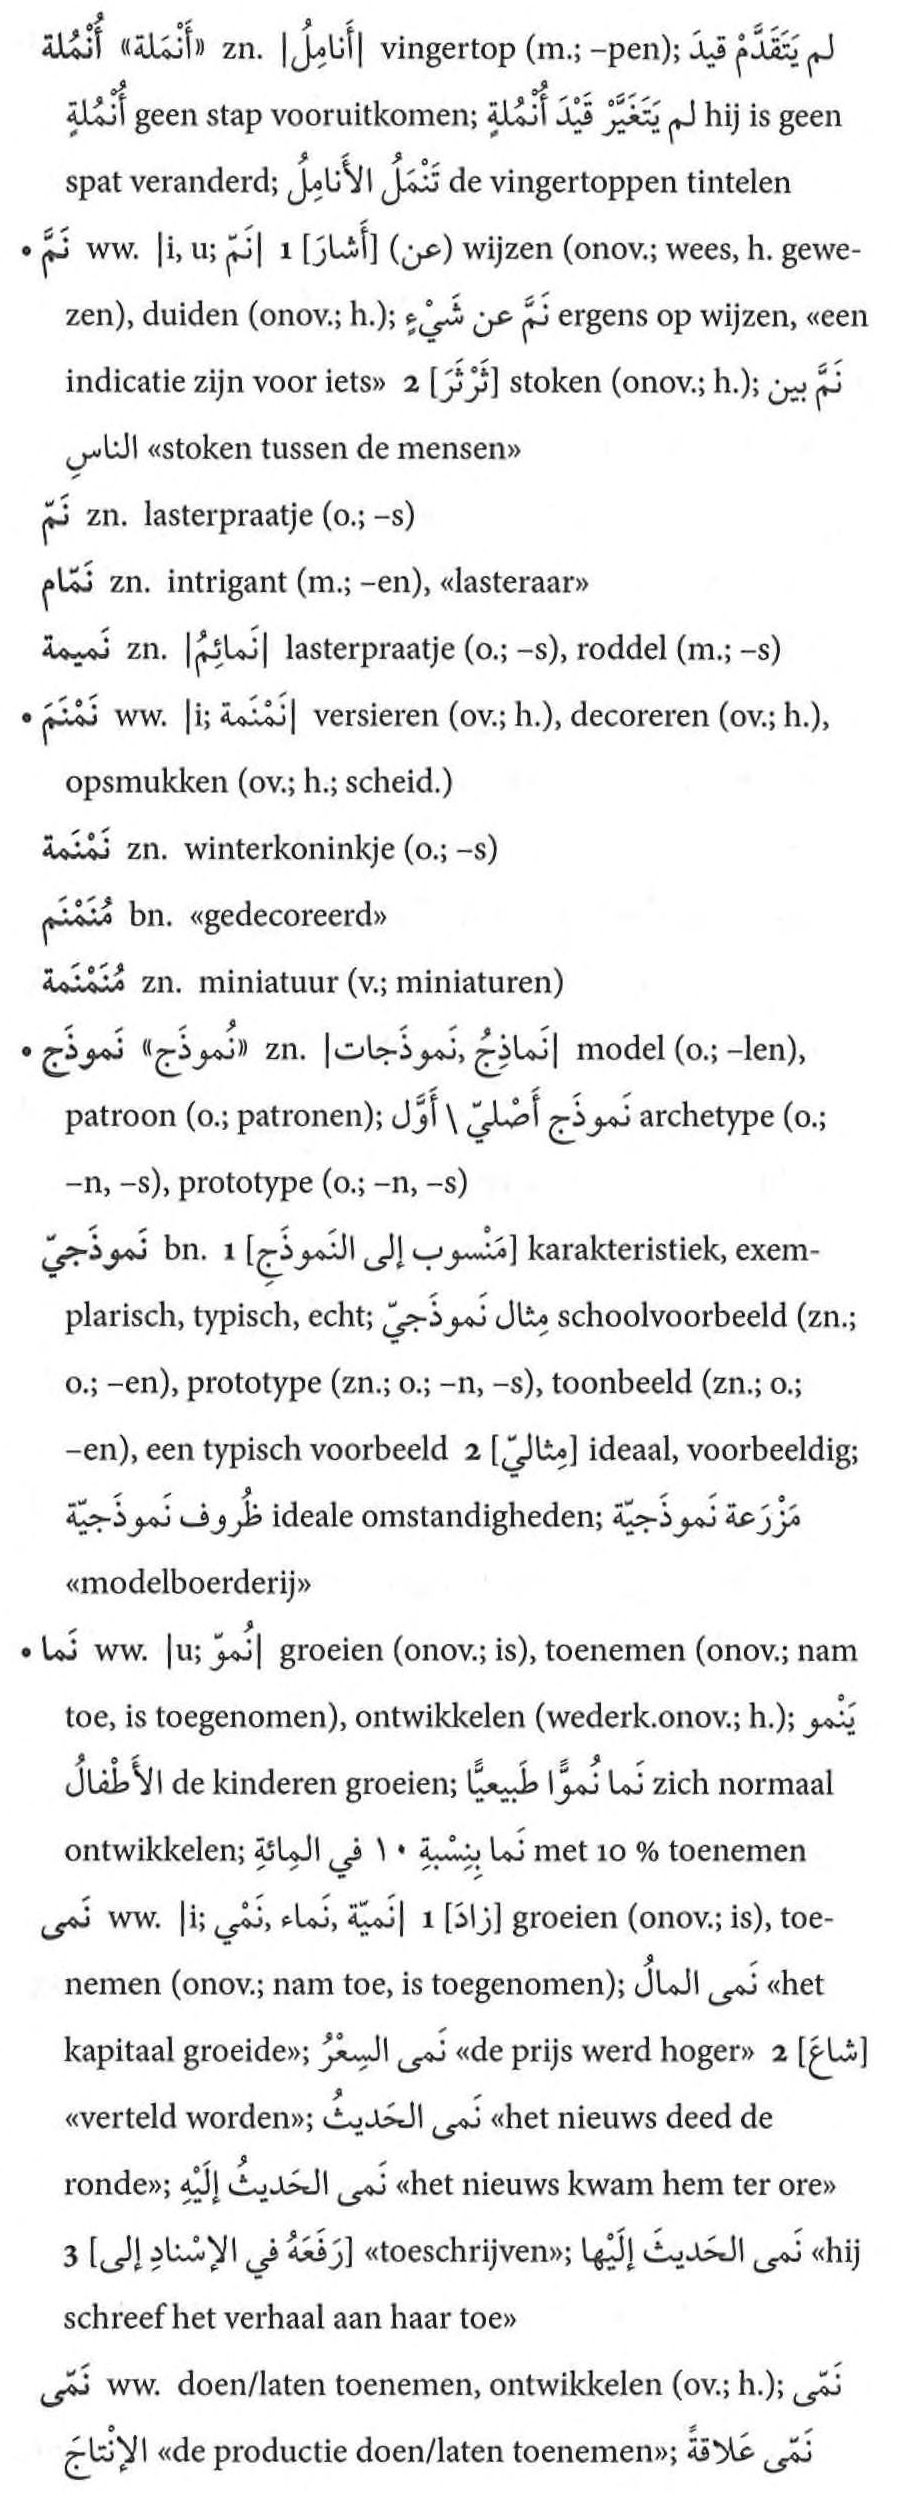 أُنْمُلة «أَنْمَلة» zn. |أَنامِلُ| vingertop (m.; –pen); لم يَتَقَدَّمْ قيدَ
أُنْمُلةٍ geen stap vooruitkomen; لم يَتَغَيَّرْ قَيْدَ أُنْمُلةٍ hij is geen
spat veranderd; تَنْمَلُ الأَنامِلُ de vingertoppen tintelen
• نَمَّ ww. |i, u; نَمّ| 1 [أَشارَ] (عن) wijzen (onov.; wees, h. gewe-
zen), duiden (onov.; h.); نَمَّ عن شَيْءٍ ergens op wijzen, «een
indicatie zijn voor iets» 2 [ثَرْثَرَ] stoken (onov.; h.); نَمَّ بين
الناسِ «stoken tussen de mensen»
نَمّ zn. lasterpraatje (o.; –s)
نَمّام zn. intrigant (m.; –en), «lasteraar»
نَميمة zn. |نَمائِمُ| lasterpraatje (o.; –s), roddel (m.; –s)
• نَمْنَمَ ww. |i; نَمْنَمة| versieren (ov.; h.), decoreren (ov.; h.),
opsmukken (ov.; h.; scheid.)
نَمْنَمة zn. winterkoninkje (o.; –s)
مُنَمْنَم bn. «gedecoreerd»
مُنَمْنَمة zn. miniatuur (v.; miniaturen)
• نَموذَج «نُموذَج» zn. |نَماذِجُ, نَموذَجات| model (o.; –len),
patroon (o.; patronen); نَموذَج أَصْليّ \ أَوَّل archetype (o.;
–n, –s), prototype (o.; –n, –s)
نَموذَجيّ bn. 1 [مَنْسوب إلى النَموذَجِ] karakteristiek, exem-
plarisch, typisch, echt; مِثال نَموذَجيّ schoolvoorbeeld (zn.;
o.; –en), prototype (zn.; o.; –n, –s), toonbeeld (zn.; o.;
–en), een typisch voorbeeld 2 [مِثاليّ] ideaal, voorbeeldig;
ظُروف نَموذَجيّة ideale omstandigheden; مَزْرَعة نَموذَجيّة
«modelboerderij»
• نَما ww. |u; نُموّ| groeien (onov.; is), toenemen (onov.; nam
toe, is toegenomen), ontwikkelen (wederk.onov.; h.); يَنْمو
الأَطْفالُ de kinderen groeien; نَما نُموًّا طَبيعيًّا zich normaal
ontwikkelen; نَما بِنِسْبةِ ١٠ في المِائةِ met 10 % toenemen
نَمى ww. |i; نَمْي, نَماء, نَميّة| 1 [زادَ] groeien (onov.; is), toe-
nemen (onov.; nam toe, is toegenomen); نَمى المالُ «het
kapitaal groeide»; نَمى السِعْرُ «de prijs werd hoger» 2 [شاعَ]
«verteld worden»; نَمى الحَديثُ «het nieuws deed de
ronde»; نَمى الحَديثُ إلَيْهِ «het nieuws kwam hem ter ore»
3 [رَفَعَهُ في الإسْنادِ إلى] «toeschrijven»; نَمى الحَديثَ إلَيْها «hij
schreef het verhaal aan haar toe»
نَمّى ww. doen/laten toenemen, ontwikkelen (ov.; h.); نَمّى
الإنْتاجَ «de productie doen/laten toenemen»; نَمّى عَلاقةً